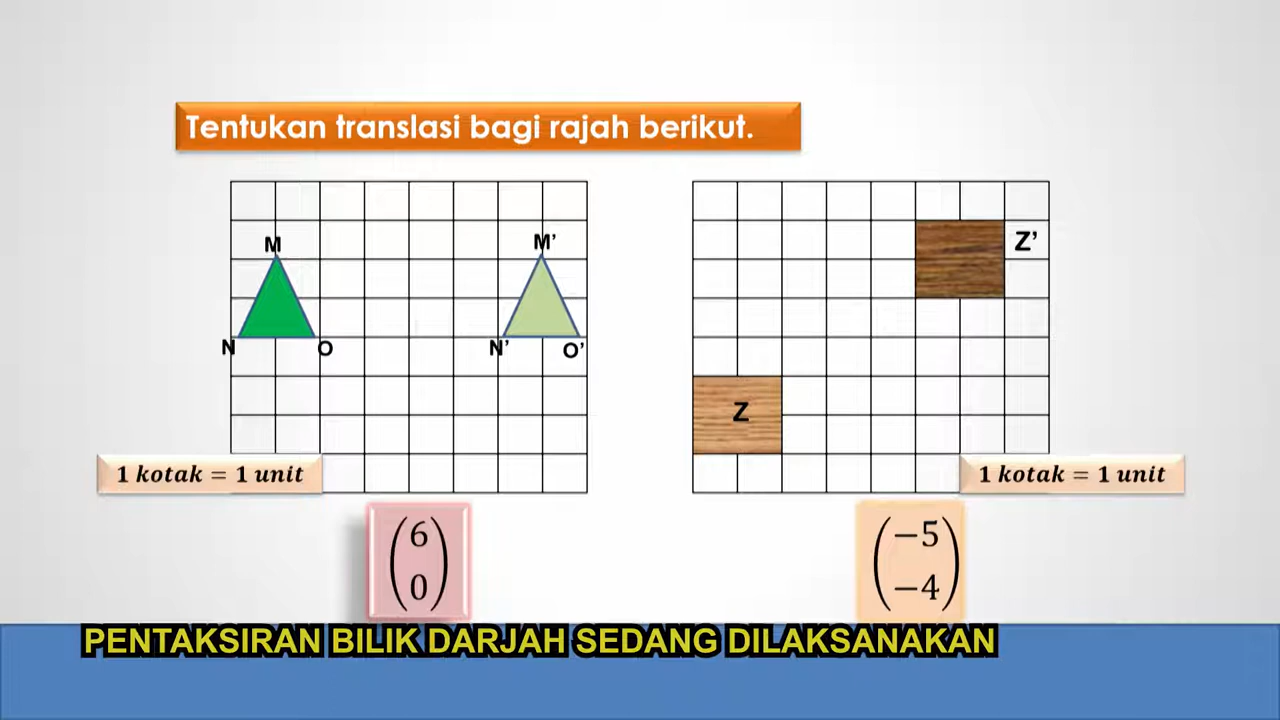 Tentukan translasi bagi rajah berikut.
M
M’
N
O
N’
O’
Z’
Z
1 kotak = 1 unit
1 kotak = 1 unit
6
0
−5
−4
PENTAKSIRAN BILIK DARJAH SEDANG DILAKSANAKAN